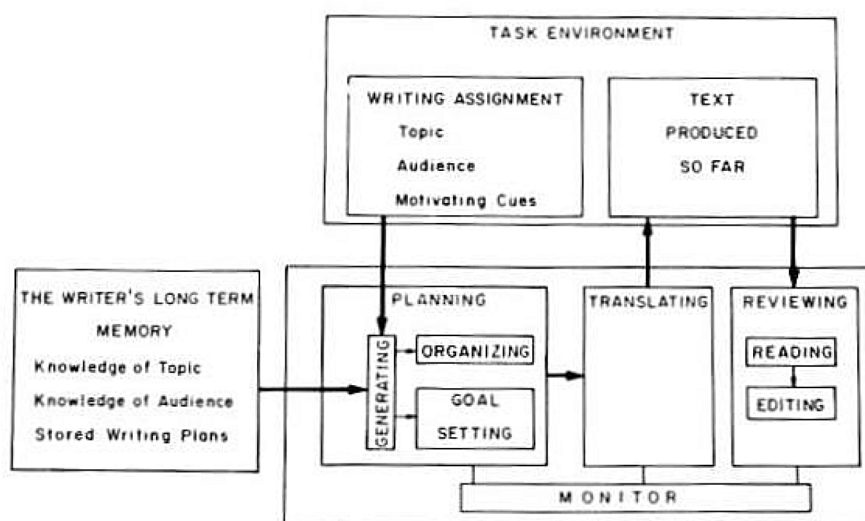 TASK ENVIRONMENT
WRITING ASSIGNMENT
Topic
Audience
Motivating Cues
TEXT
PRODUCED
SO FAR
THE WRITER'S LONG TERM
MEMORY
Knowledge of Topic
Knowledge of Audience
Stored Writing Plans
PLANNING
GENERATING
ORGANIZING
GOAL
SETTING
TRANSLATING
REVIEWING
READING
EDITING
MONITOR